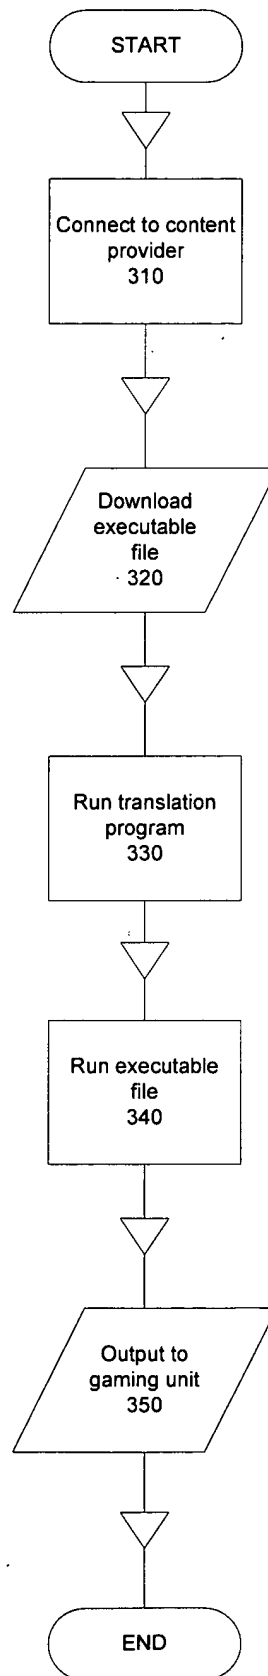 START
Connect to content
provider
310
Download
executable
file
320
Run translation
program
330
Run executable
file
340
Output to
gaming unit
350
END